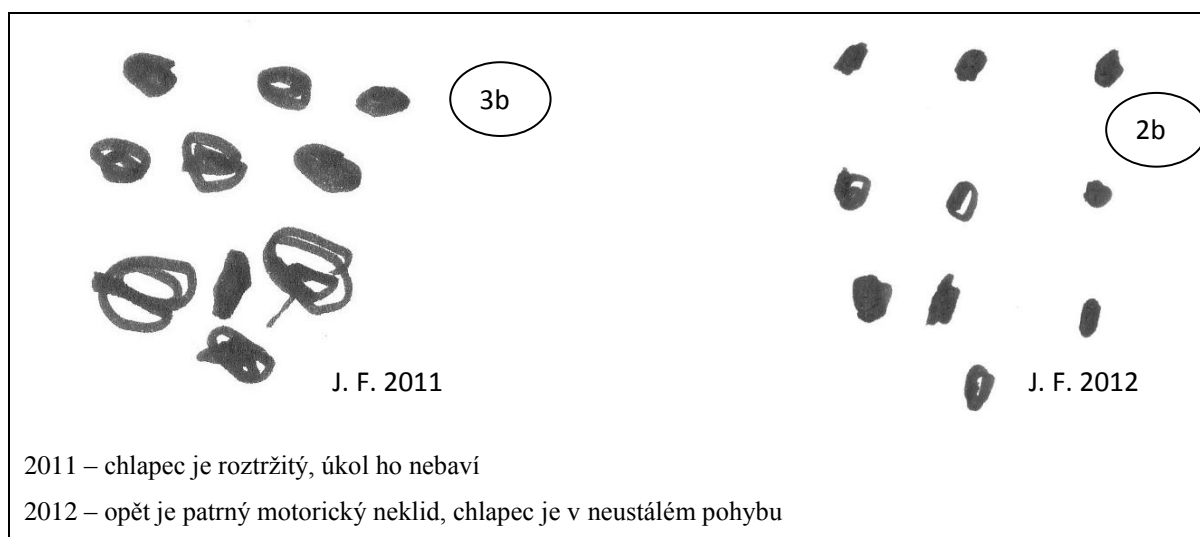 3b
2b
J. F. 2011
J. F. 2012
2011 – chlapec je roztržitý, úkol ho nebaví
2012 – opět je patrný motorický neklid, chlapec je v neustálém pohybu